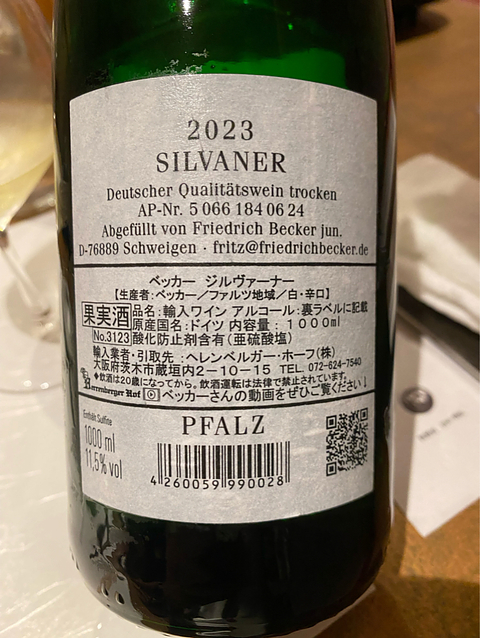 2023
SILVANER
Deutscher Qualitätswein trocken
AP-Nr. 5 066 184 06 24
Abgefüllt von Friedrich Becker jun.
D-76889 Schweigen · fritz@friedrichbecker.de
ベッカー ジルヴァーナー
【生産者:ベッカー/ファルツ地域/白・辛口】
果実酒 品名:輸入ワイン アルコール:裏ラベルに記載
原産国名:ドイツ 内容量:1000ml
No.3123 酸化防止剤含有(亜硫酸塩)
輸入業者・引取先:ヘレンベルガー・ホーフ(株)
大阪府茨木市蔵垣内2-10-15 TEL 072-624-7540
◆飲酒は20歳になってから。飲酒運転は法律で禁止されています。
Herrenberger Hof ベッカーさんの動画をぜひご覧ください!
PFALZ
Enthält Sulfite
1000 ml
11,5% vol
4 260059 990028